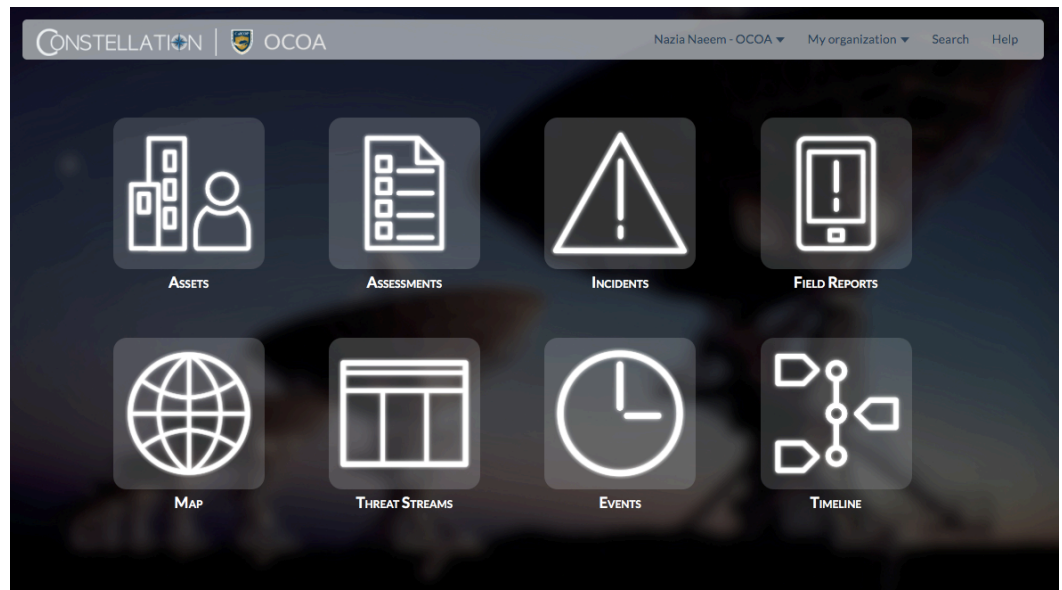 CONSTELLATION | OCOA
Nazia Naeem - OCOA My organization Search Help
Assets Assessments Incidents Field Reports
Map Threat Streams Events Timeline